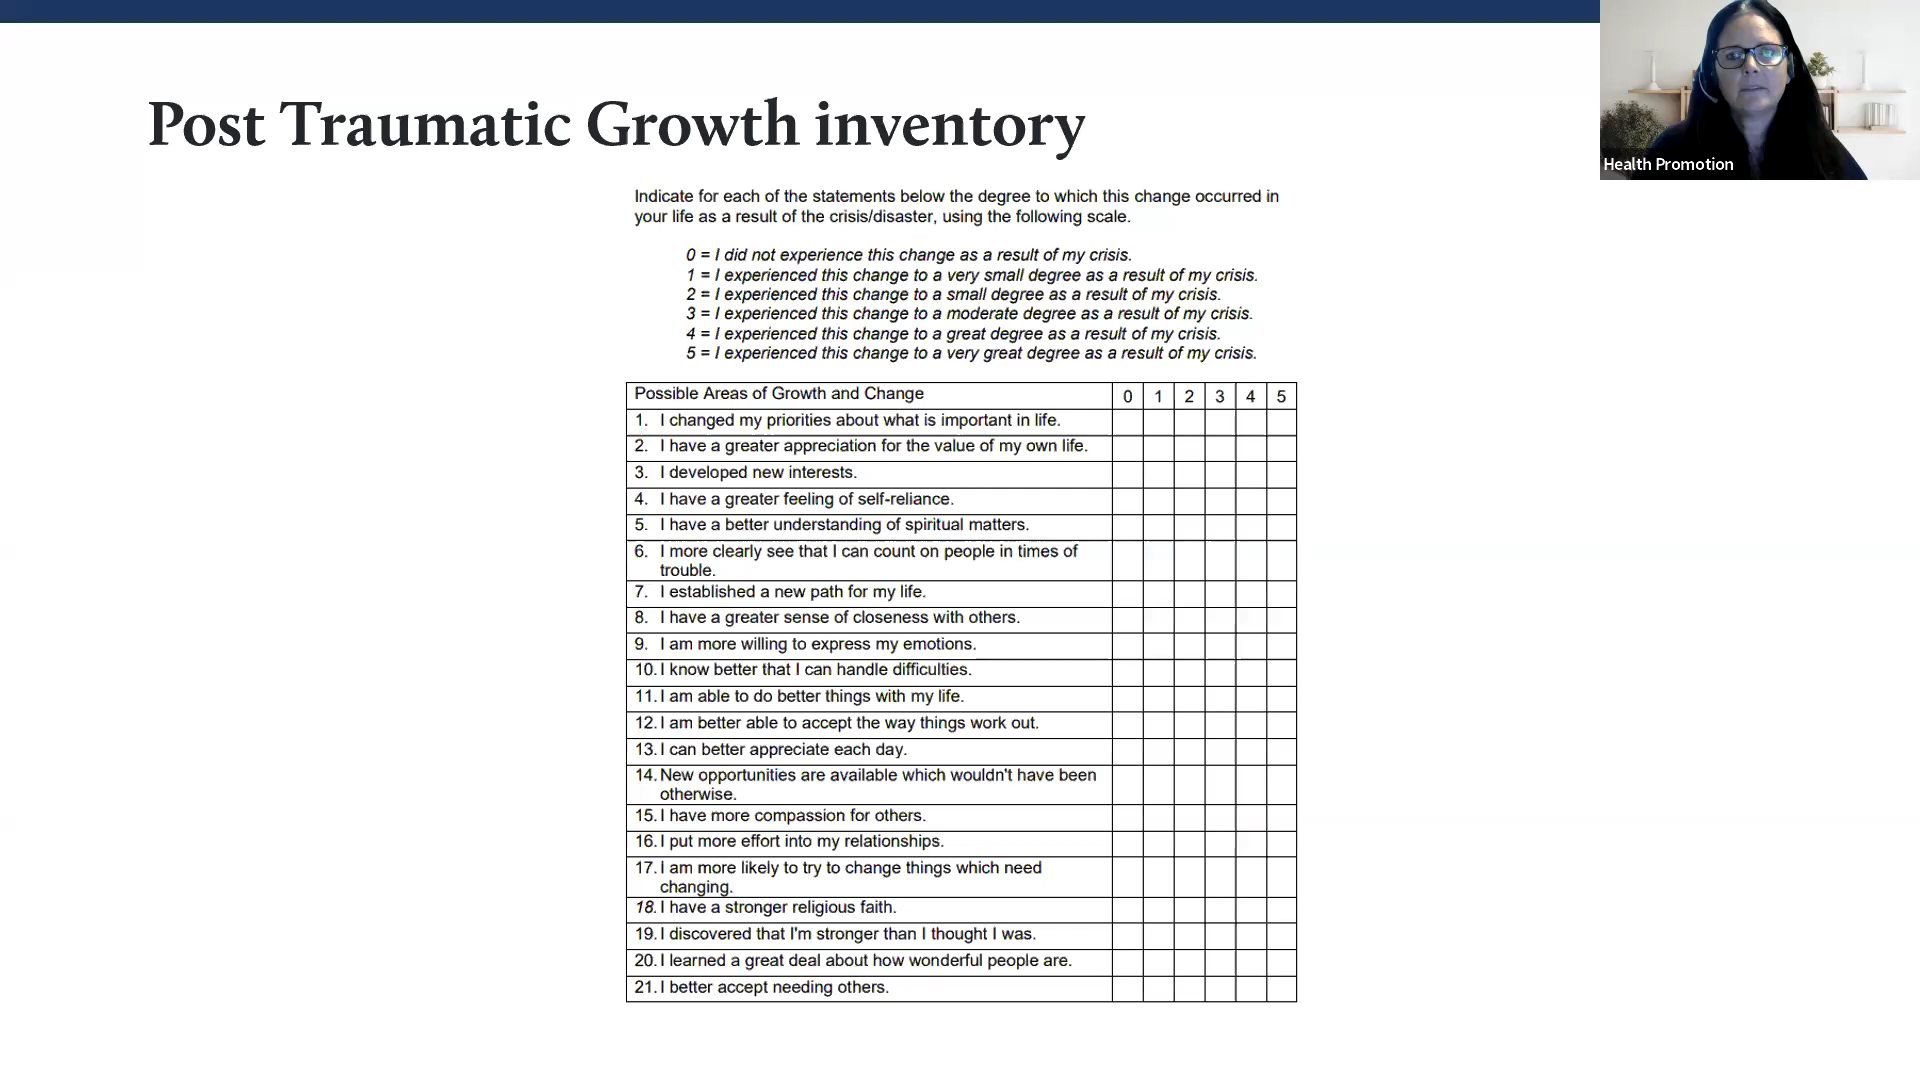 Post Traumatic Growth inventory
Health Promotion
Indicate for each of the statements below the degree to which this change occurred in
your life as a result of the crisis/disaster, using the following scale.
0 = I did not experience this change as a result of my crisis.
1 = I experienced this change to a very small degree as a result of my crisis.
2 = I experienced this change to a small degree as a result of my crisis.
3 = I experienced this change to a moderate degree as a result of my crisis.
4 = I experienced this change to a great degree as a result of my crisis.
5 = I experienced this change to a very great degree as a result of my crisis.
Possible Areas of Growth and Change 0 1 2 3 4 5
1. I changed my priorities about what is important in life.
2. I have a greater appreciation for the value of my own life.
3. I developed new interests.
4. I have a greater feeling of self-reliance.
5. I have a better understanding of spiritual matters.
6. I more clearly see that I can count on people in times of
trouble.
7. I established a new path for my life.
8. I have a greater sense of closeness with others.
9. I am more willing to express my emotions.
10. I know better that I can handle difficulties.
11. I am able to do better things with my life.
12. I am better able to accept the way things work out.
13. I can better appreciate each day.
14. New opportunities are available which wouldn't have been
otherwise.
15. I have more compassion for others.
16. I put more effort into my relationships.
17. I am more likely to try to change things which need
changing.
18. I have a stronger religious faith.
19. I discovered that I'm stronger than I thought I was.
20. I learned a great deal about how wonderful people are.
21. I better accept needing others.